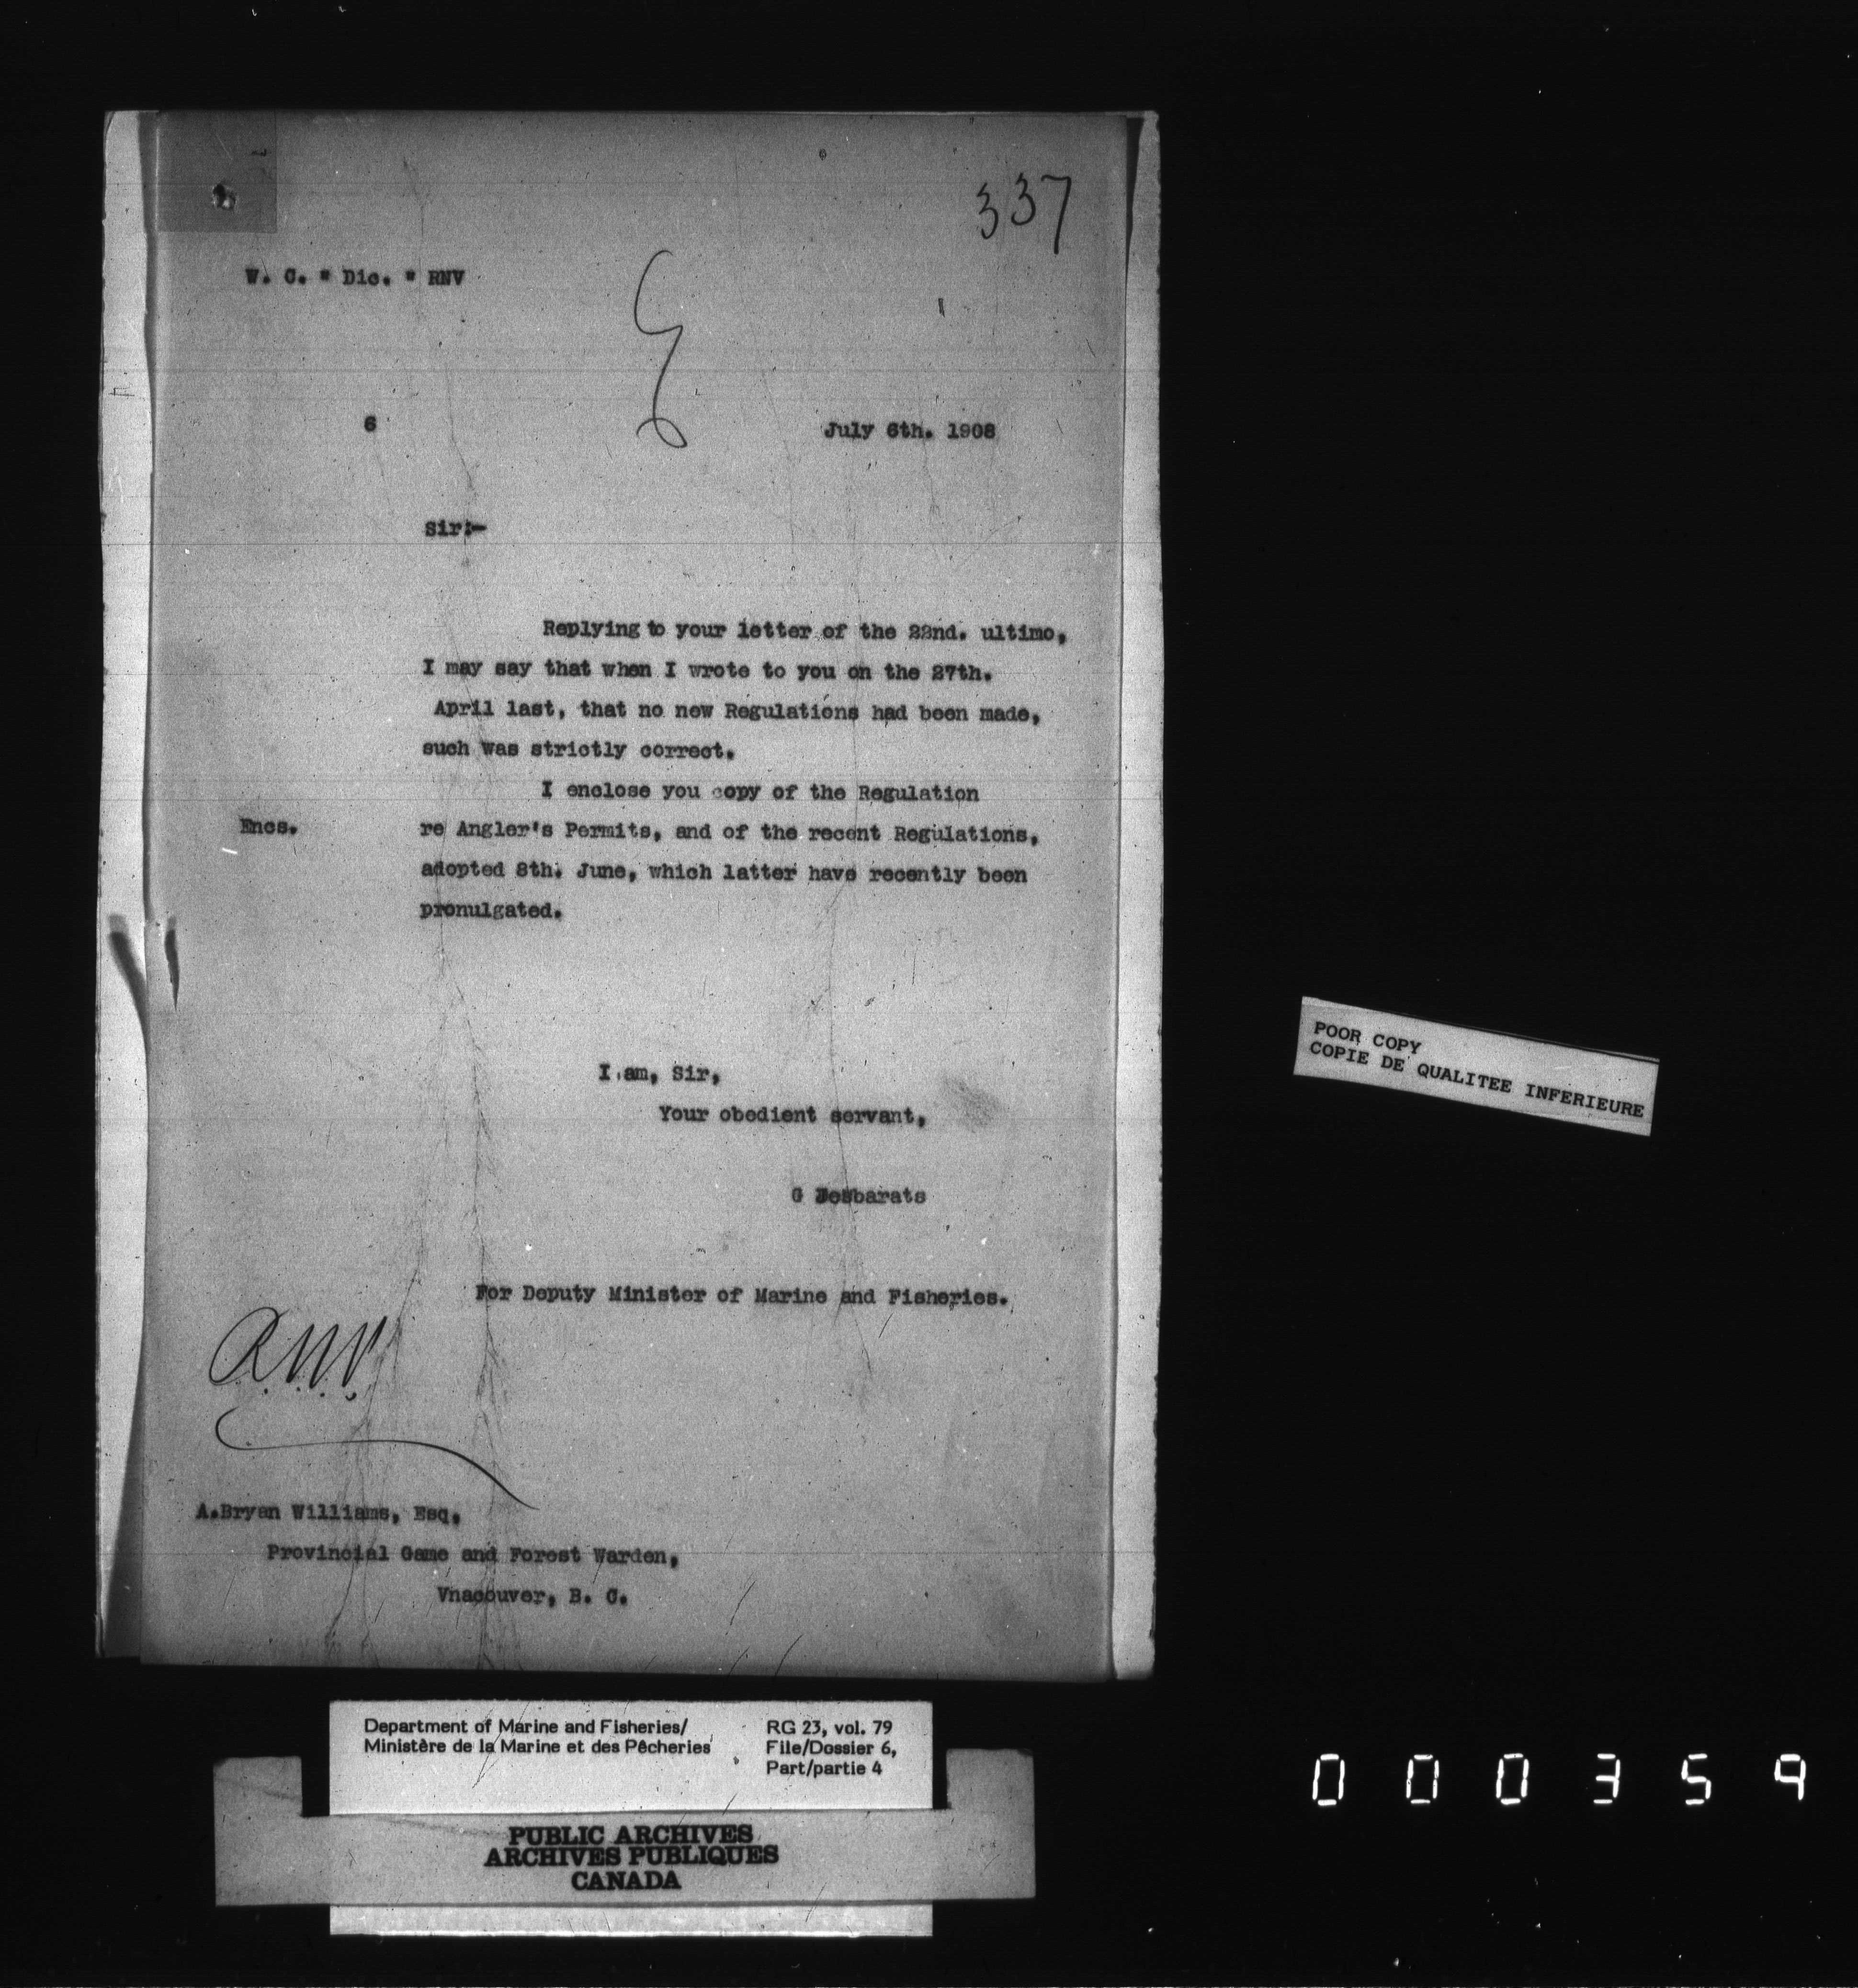 337
W. C. " Dic. " RNV
6
July 6th. 1908
Sir:-
Replying to your letter of the 22nd. ultimo,
I may say that when I wrote to you on the 27th.
April last, that no new Regulations had been made,
such was strictly correct.
I enclose you copy of the Regulation
Encs.
re Angler's Permits, and of the recent Regulations,
adopted 8th. June, which latter have recently been
pronulgated.
I am, Sir,
Your obedient servant,
G Desbarats
For Deputy Minister of Marine and Fisheries.
R.N.V.
A.Bryan Williams, Esq.
Provincial Game and Forest Warden,
Vnacouver, B. C.
POOR COPY
COPIE DE QUALITEE INFERIEURE
Department of Marine and Fisheries/
Ministère de la Marine et des Pêcheries
RG 23, vol. 79
File/Dossier 6,
Part/partie 4
PUBLIC ARCHIVES
ARCHIVES PUBLIQUES
CANADA
000359